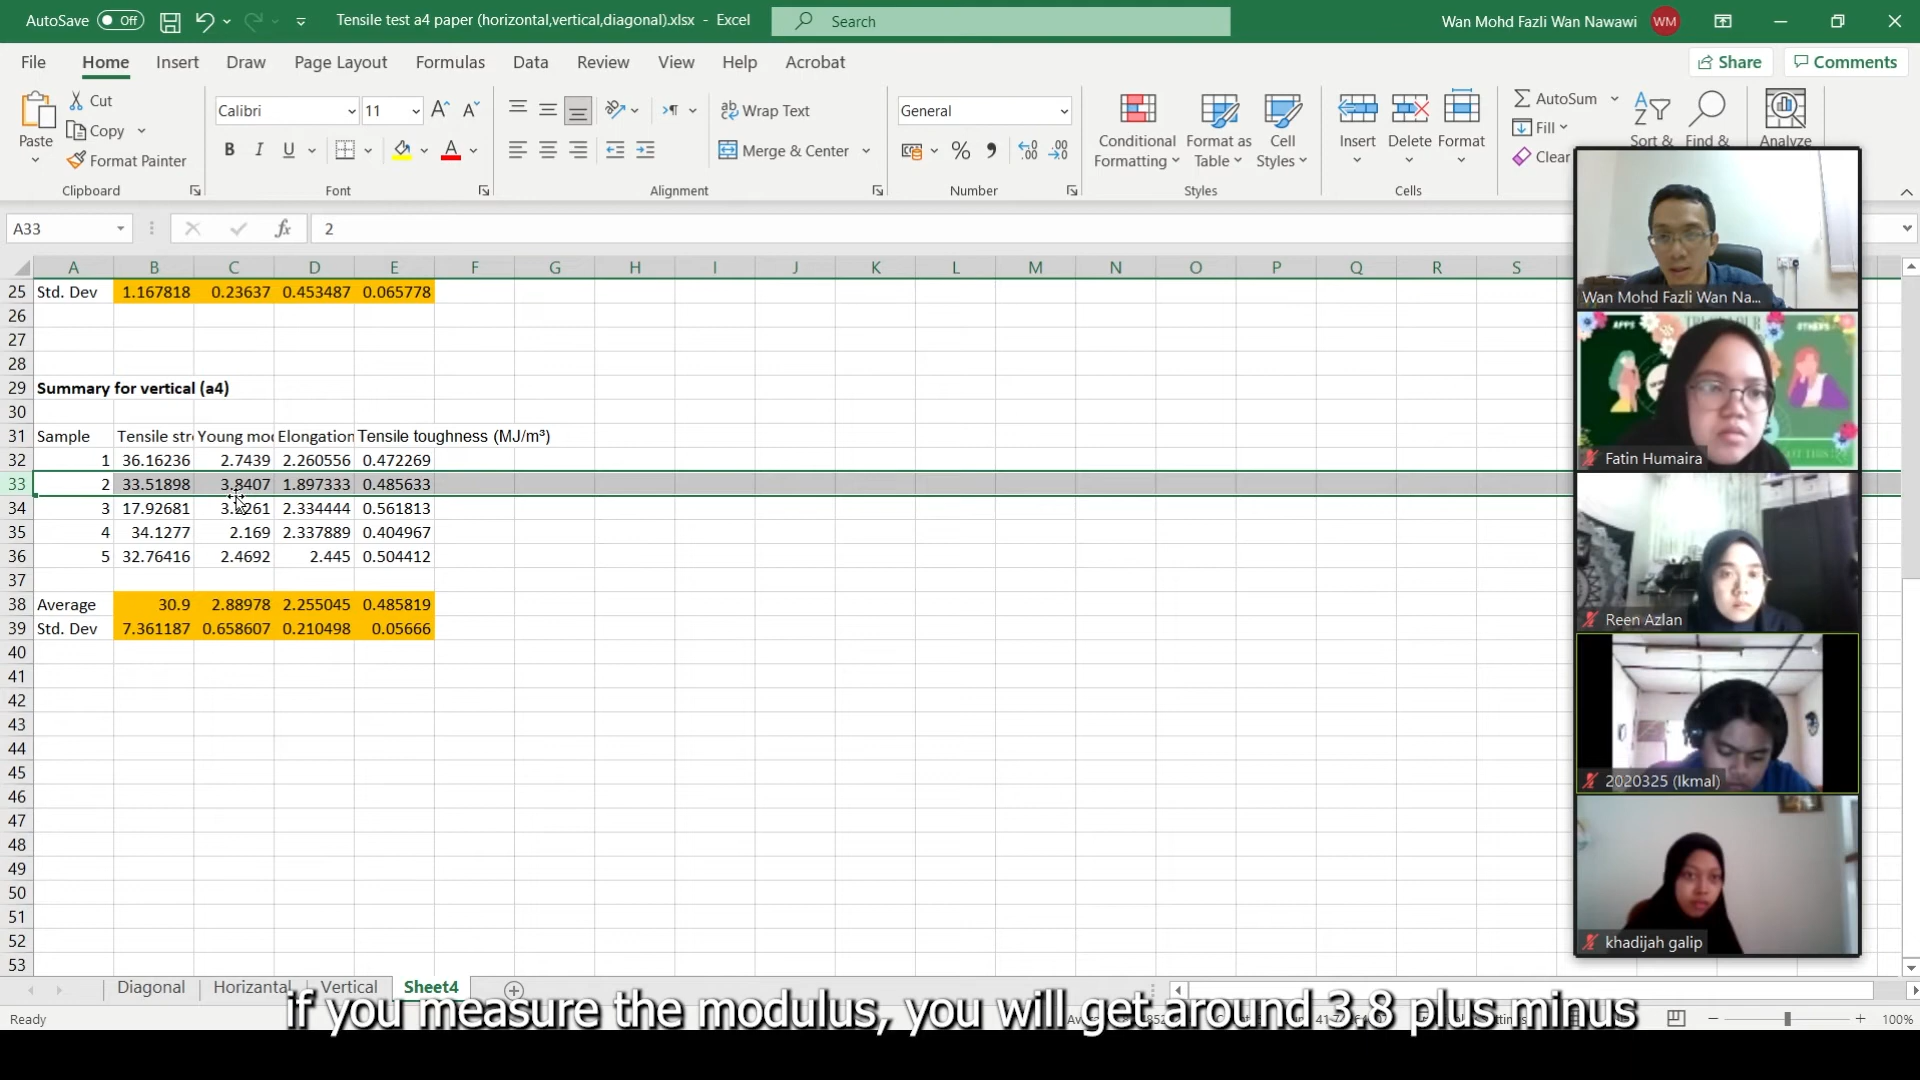 AutoSave Off
Tensile test a4 paper (horizontal,vertical,diagonal).xlsx - Excel
Search
Wan Mohd Fazli Wan Nawawi WM
File Home Insert Draw Page Layout Formulas Data Review View Help Acrobat
Share Comments
Paste
Cut
Copy
Format Painter
Clipboard
Calibri 11
B I U
Font
Wrap Text
Merge & Center
Alignment
General
Number
Conditional Formatting
Format as Table
Cell Styles
Styles
Insert Delete Format
Cells
AutoSum
Fill
Clear
Sort &
Find &
Analyze
A33 fx 2
A B C D E F G H I J K L M N O P Q R S
25 Std. Dev 1.167818 0.23637 0.453487 0.065778
26
27
28
29 Summary for vertical (a4)
30
31 Sample Tensile str Young mod Elongation Tensile toughness (MJ/m³)
32 1 36.16236 2.7439 2.260556 0.472269
33 2 33.51898 3.8407 1.897333 0.485633
34 3 17.92681 2.334444 0.561813
35 4 34.1277 2.169 2.337889 0.404967
36 5 32.76416 2.4692 2.445 0.504412
37
38 Average 30.9 2.88978 2.255045 0.485819
39 Std. Dev 7.361187 0.658607 0.210498 0.05666
40
41
42
43
44
45
46
47
48
49
50
51
52
53
Wan Mohd Fazli Wan Na...
Fatin Humaira
Reen Azlan
2020325 (Ikmal)
khadijah galip
Diagonal Horizantal Vertical Sheet4
if you measure the modulus, you will get around 3.8 plus minus
Ready
100%